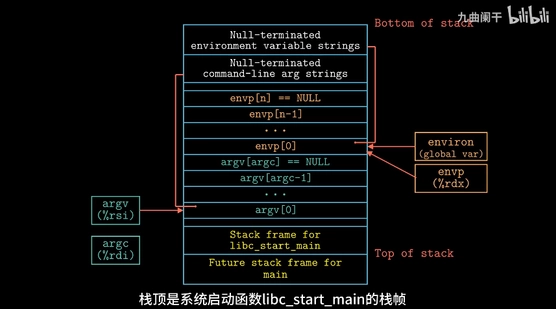 九曲阑干 bilibili
Bottom of stack
Null-terminated
environment variable strings
Null-terminated
command-line arg strings
envp[n] == NULL
envp[n-1]
...
envp[0]
environ
(global var)
envp
(%rdx)
argv[argc] == NULL
argv[argc-1]
...
argv[0]
argv
(%rsi)
argc
(%rdi)
Stack frame for
libc_start_main
Top of stack
Future stack frame for
main
栈顶是系统启动函数libc_start_main的栈帧